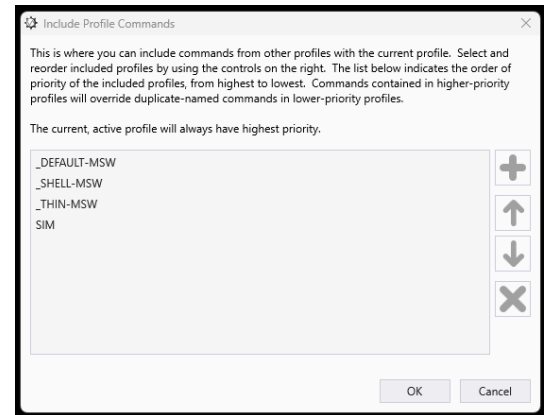 Include Profile Commands
This is where you can include commands from other profiles with the current profile. Select and
reorder included profiles by using the controls on the right. The list below indicates the order of
priority of the included profiles, from highest to lowest. Commands contained in higher-priority
profiles will override duplicate-named commands in lower-priority profiles.
The current, active profile will always have highest priority.
_DEFAULT-MSW
_SHELL-MSW
_THIN-MSW
SIM
OK Cancel